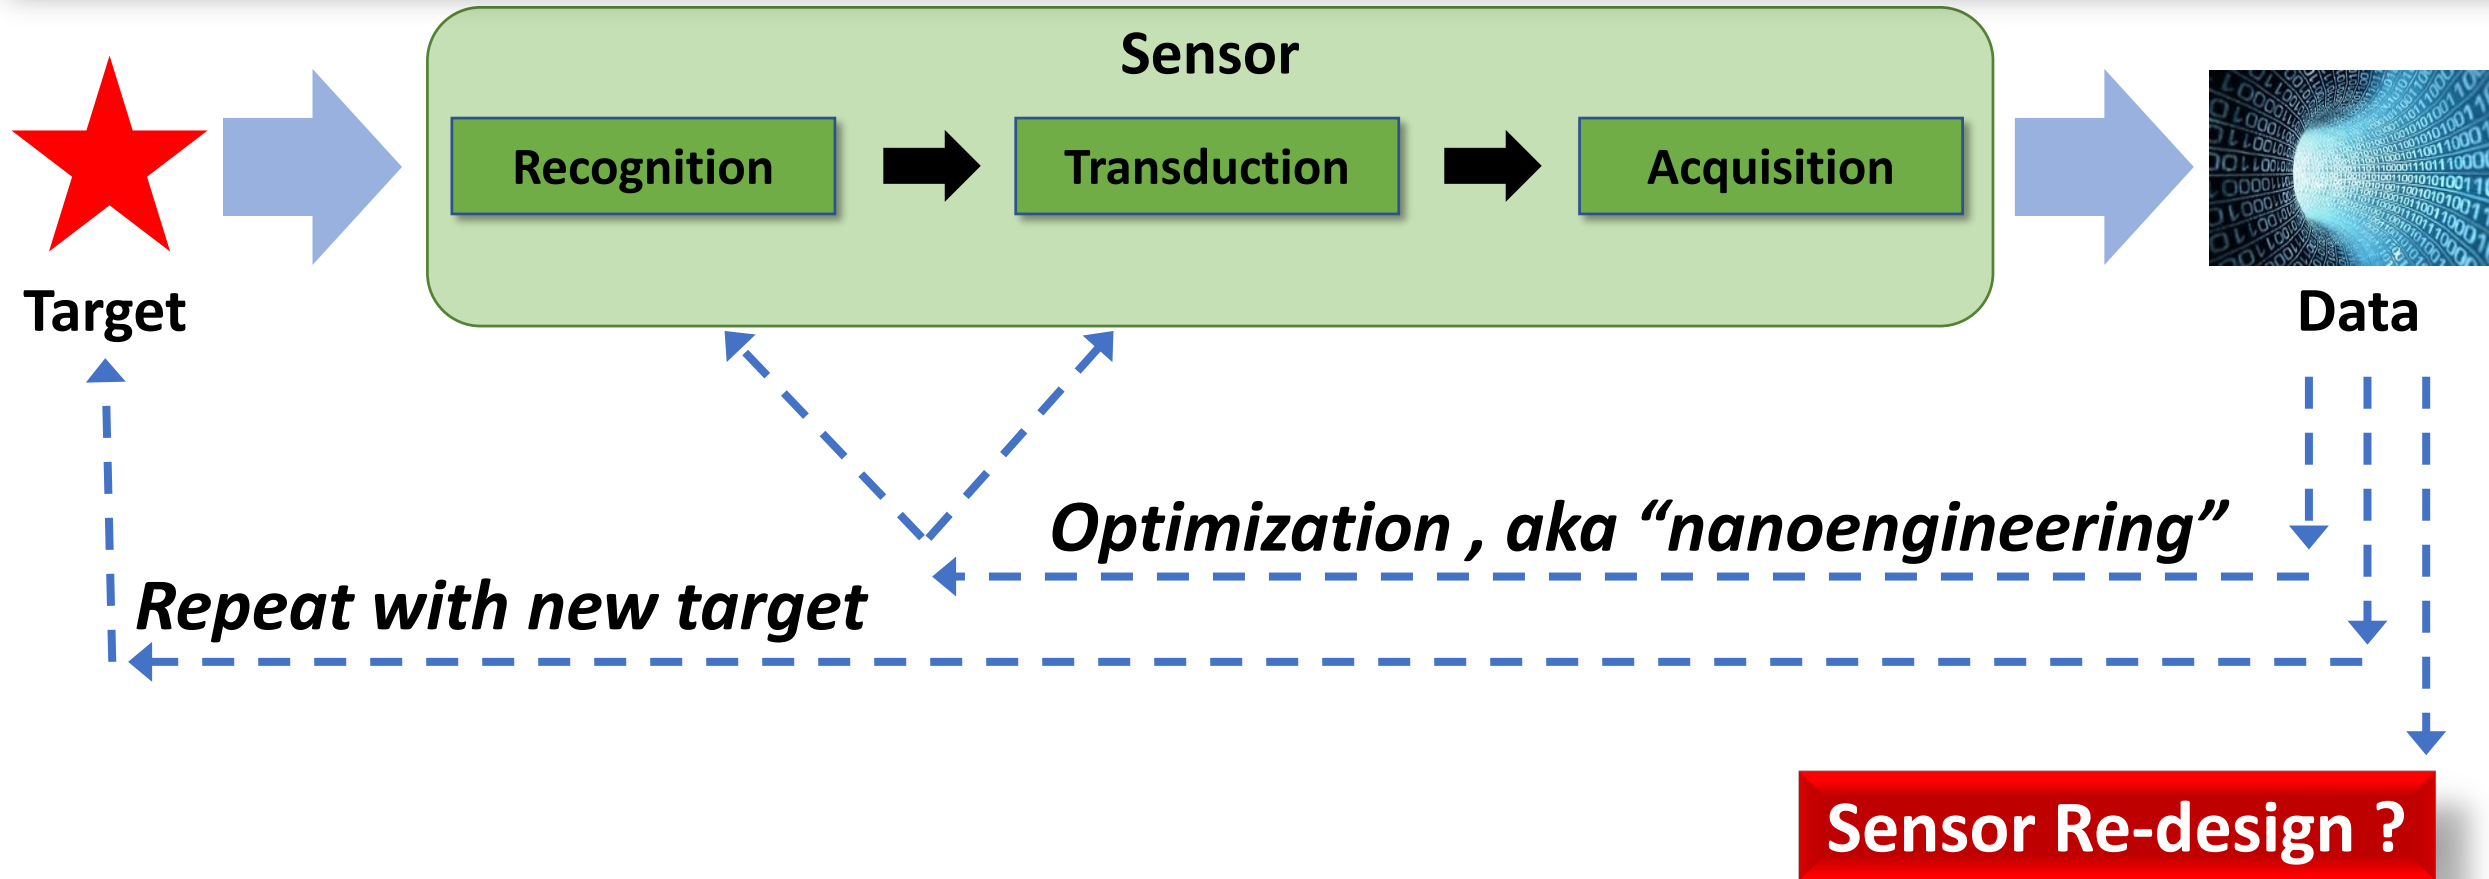 Sensor
Recognition
Transduction
Acquisition
Target
Data
Optimization , aka “nanoengineering”
Repeat with new target
Sensor Re-design ?